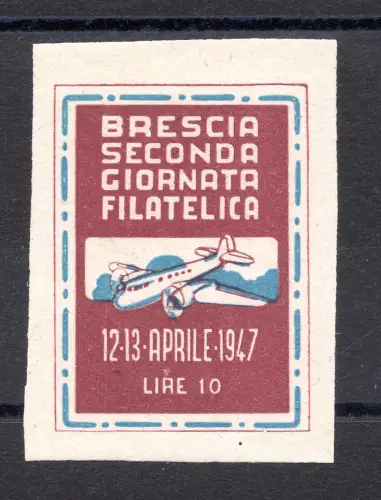 BRESCIA
SECONDA
GIORNATA
FILATELICA
12·13·APRILE·1947
LIRE 10